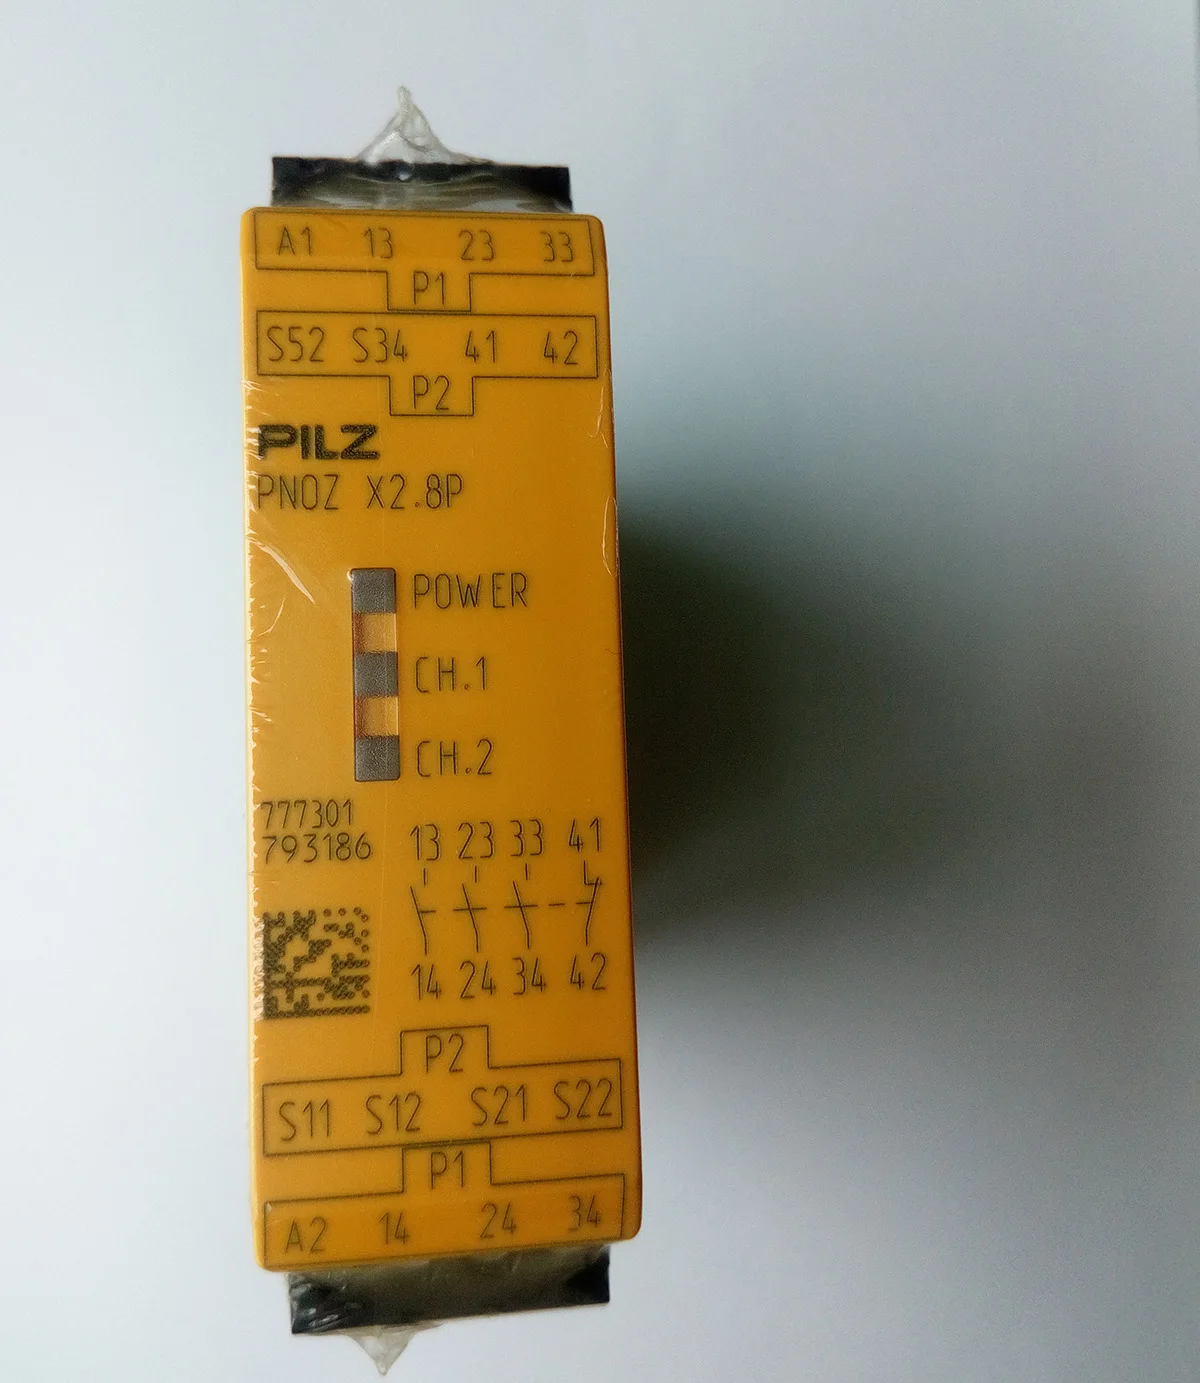 A1 13 23 33
P1
S52 S34 41 42
P2
PILZ
PNOZ X2.8P
POWER
CH.1
CH.2
777301
793186
13 23 33 41
14 24 34 42
P2
S11 S12 S21 S22
P1
A2 14 24 34